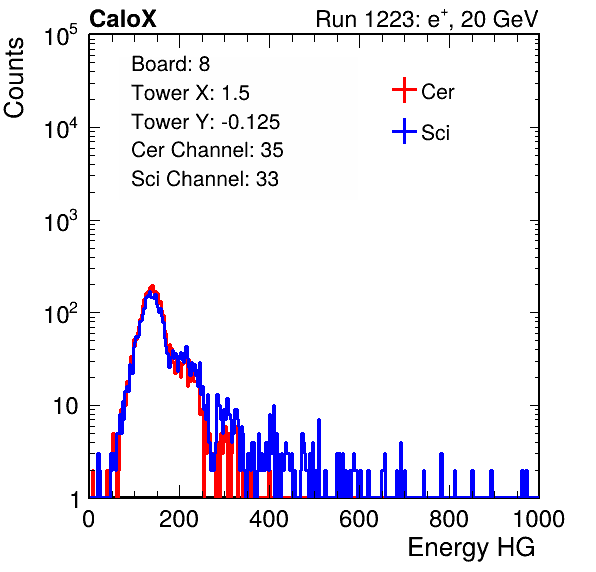 CaloX Run 1223: e⁺, 20 GeV
Counts
10⁵
10⁴
10³
10²
10
1
Board: 8
Tower X: 1.5
Tower Y: -0.125
Cer Channel: 35
Sci Channel: 33
Cer
Sci
0 200 400 600 800 1000
Energy HG